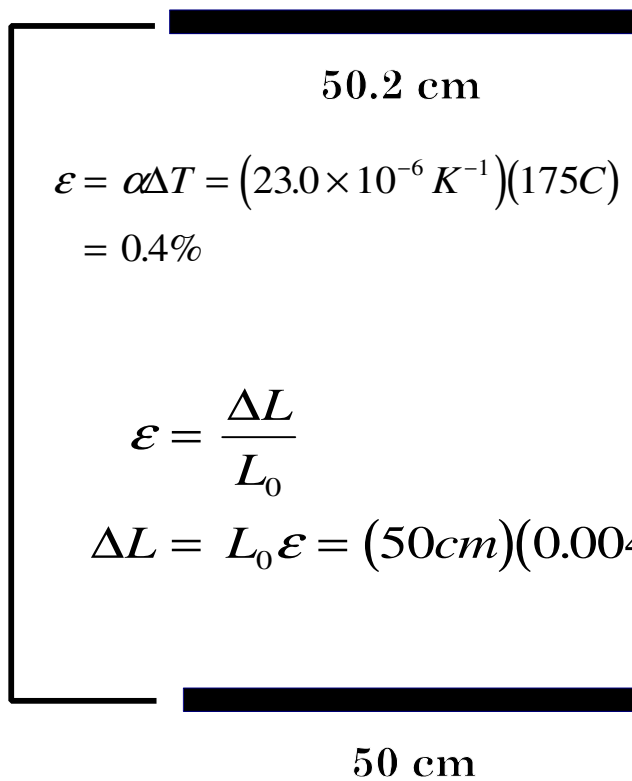 50.2 cm
ε = αΔT = (23.0 × 10⁻⁶ K⁻¹)(175C)
= 0.4%
ε = ΔL / L₀
ΔL = L₀ε = (50cm)(0.004
50 cm